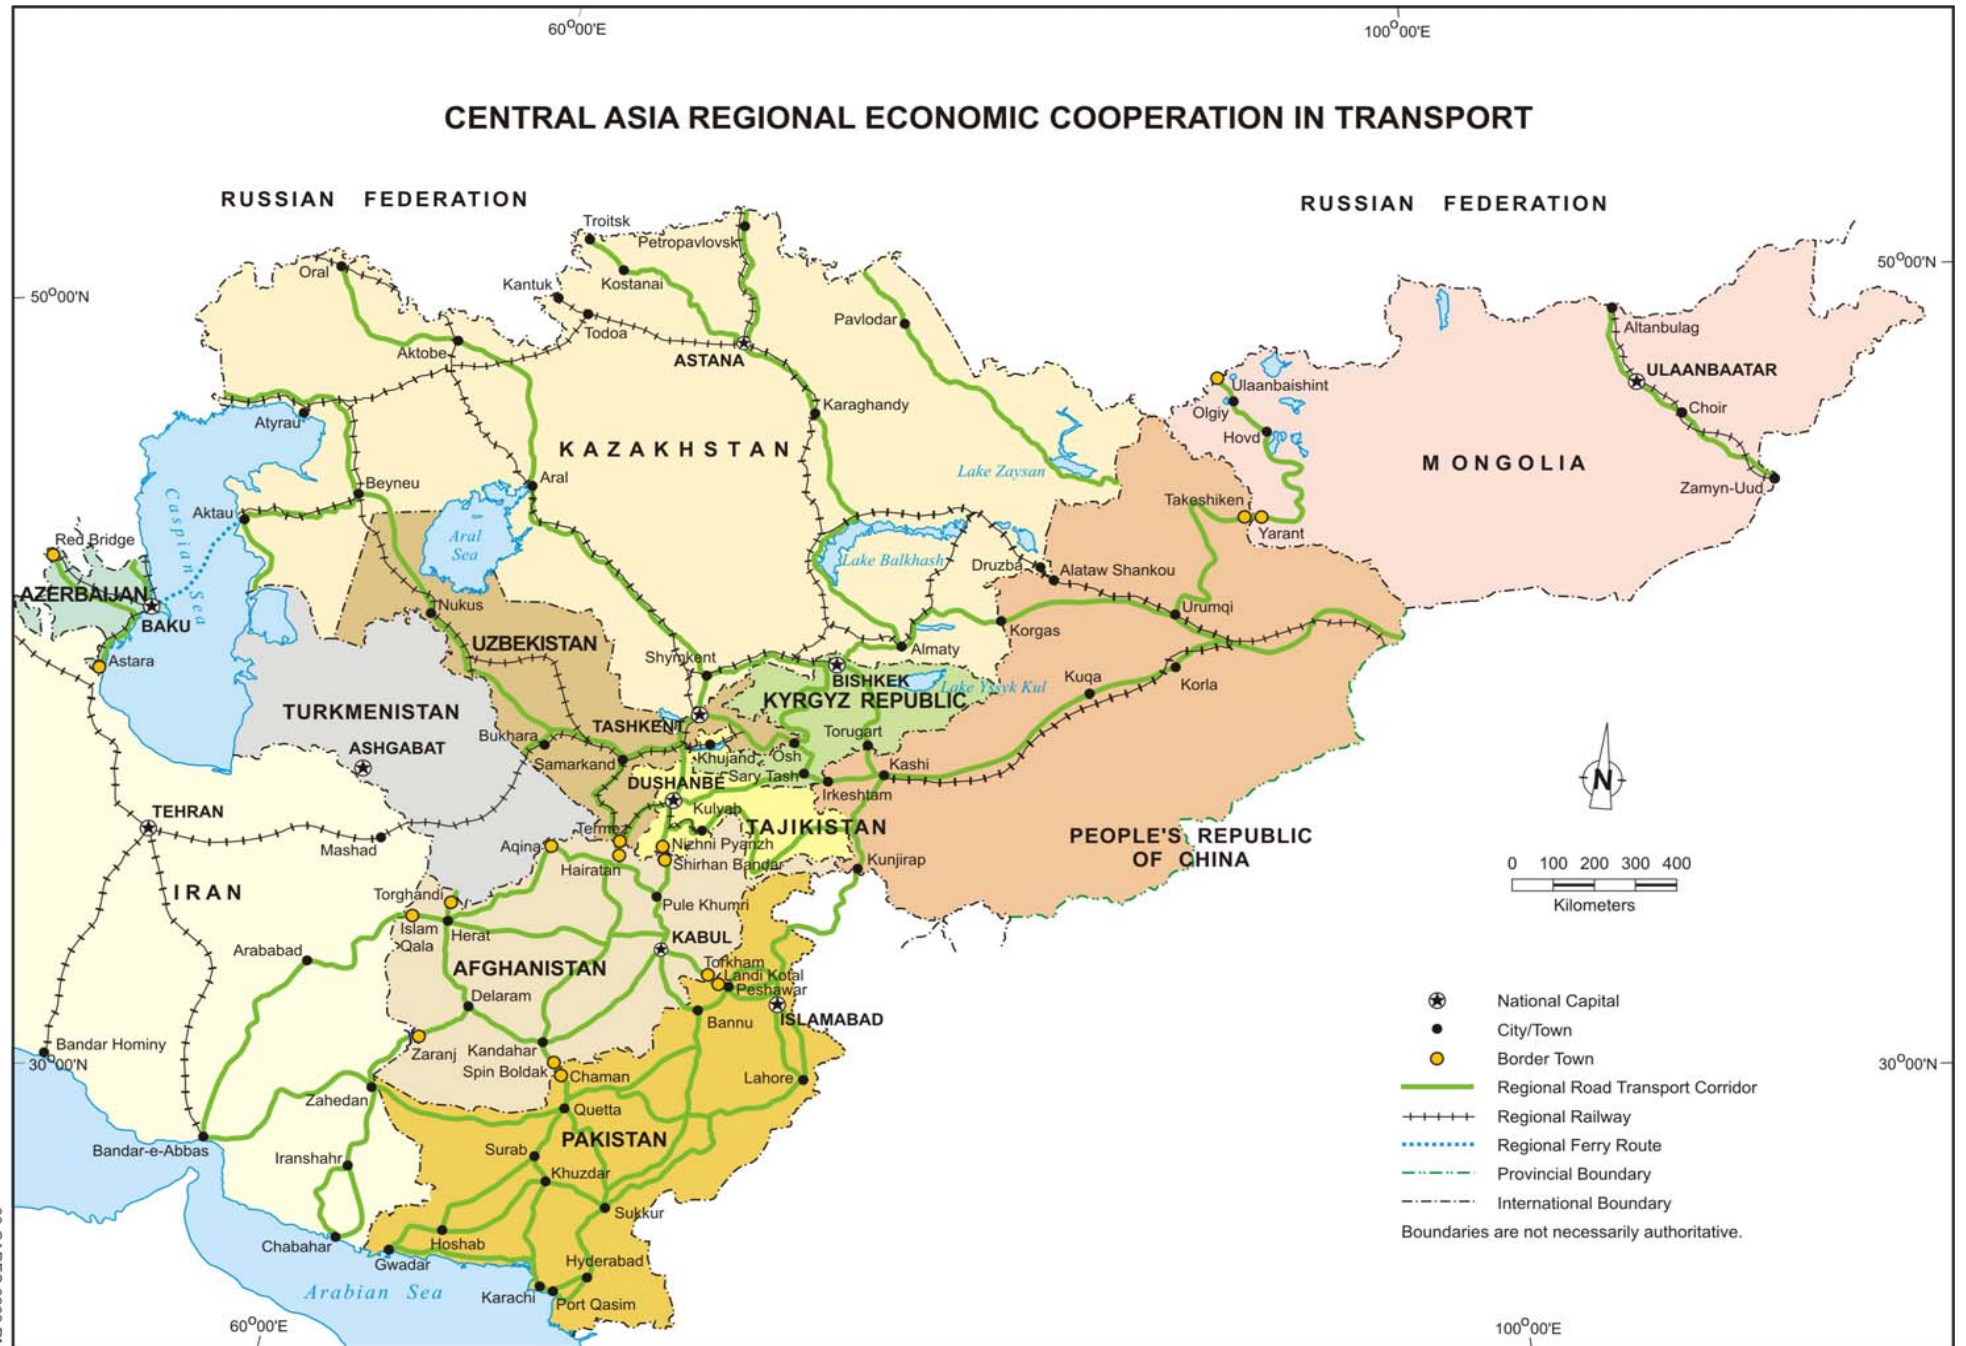 60°00'E
100°00'E
CENTRAL ASIA REGIONAL ECONOMIC COOPERATION IN TRANSPORT
RUSSIAN FEDERATION
RUSSIAN FEDERATION
Troitsk
Petropavlovsk
Oral
Kostanai
Kantuk
50°00'N
50°00'N
Pavlodar
Todoa
Altanbulag
Aktobe
ASTANA
ULAANBAATAR
Ulaanbaishint
Karaghandy
Choir
Olgiy
Atyrau
Hovd
KAZAKHSTAN
MONGOLIA
Lake Zaysan
Beyneu
Aral
Zamyn-Uud
Takeshiken
Aktau
Caspian Sea
Yarant
Red Bridge
Aral
Sea
Lake Balkhash
Druzba
Alataw Shankou
AZERBAIJAN
Nukus
Urumqi
BAKU
Korgas
UZBEKISTAN
Almaty
Astara
Shymkent
BISHKEK
Kuqa
Korla
Lake Yssyk Kul
KYRGYZ REPUBLIC
TURKMENISTAN
TASHKENT
Bukhara
Torugart
ASHGABAT
Khujand
Osh
Samarkand
Kashi
Sary Tash
DUSHANBE
Irkeshtam
N
TEHRAN
Kulyab
Termez
TAJIKISTAN
PEOPLE'S REPUBLIC
OF CHINA
Mashad
Aqina
Nizhni Pyanzh
Kunjirap
Shirhan Bandar
Hairatan
0 100 200 300 400
Kilometers
IRAN
Torghandi
Pule Khumri
Islam
Qala
Herat
KABUL
Arababad
AFGHANISTAN
Torkham
Landi Kotal
Peshawar
Delaram
ISLAMABAD
Bannu
National Capital
City/Town
Bandar Hominy
Zaranj
Kandahar
30°00'N
Border Town
30°00'N
Spin Boldak
Chaman
Lahore
Regional Road Transport Corridor
Zahedan
Quetta
Regional Railway
Bandar-e-Abbas
PAKISTAN
Regional Ferry Route
Surab
Iranshahr
Khuzdar
Provincial Boundary
International Boundary
Sukkur
Boundaries are not necessarily authoritative.
Chabahar
Hoshab
Gwadar
Hyderabad
Arabian Sea
Karachi
Port Qasim
60°00'E
100°00'E